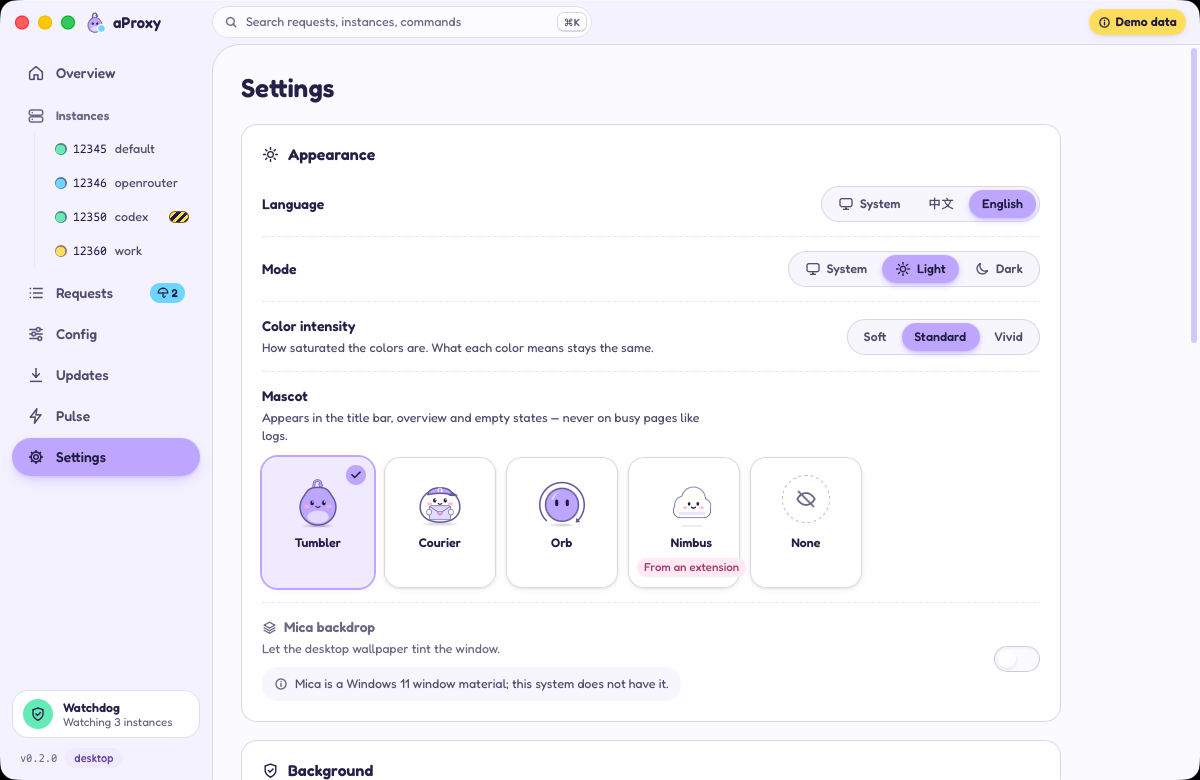 aProxy
Search requests, instances, commands
⌘K
Demo data
Overview
Instances
12345 default
12346 openrouter
12350 codex
12360 work
Requests
2
Config
Updates
Pulse
Settings
Watchdog
Watching 3 instances
v0.2.0 desktop
Settings
Appearance
Language
System 中文 English
Mode
System Light Dark
Color intensity
How saturated the colors are. What each color means stays the same.
Soft Standard Vivid
Mascot
Appears in the title bar, overview and empty states — never on busy pages like
logs.
Tumbler
Courier
Orb
Nimbus
From an extension
None
Mica backdrop
Let the desktop wallpaper tint the window.
Mica is a Windows 11 window material; this system does not have it.
Background